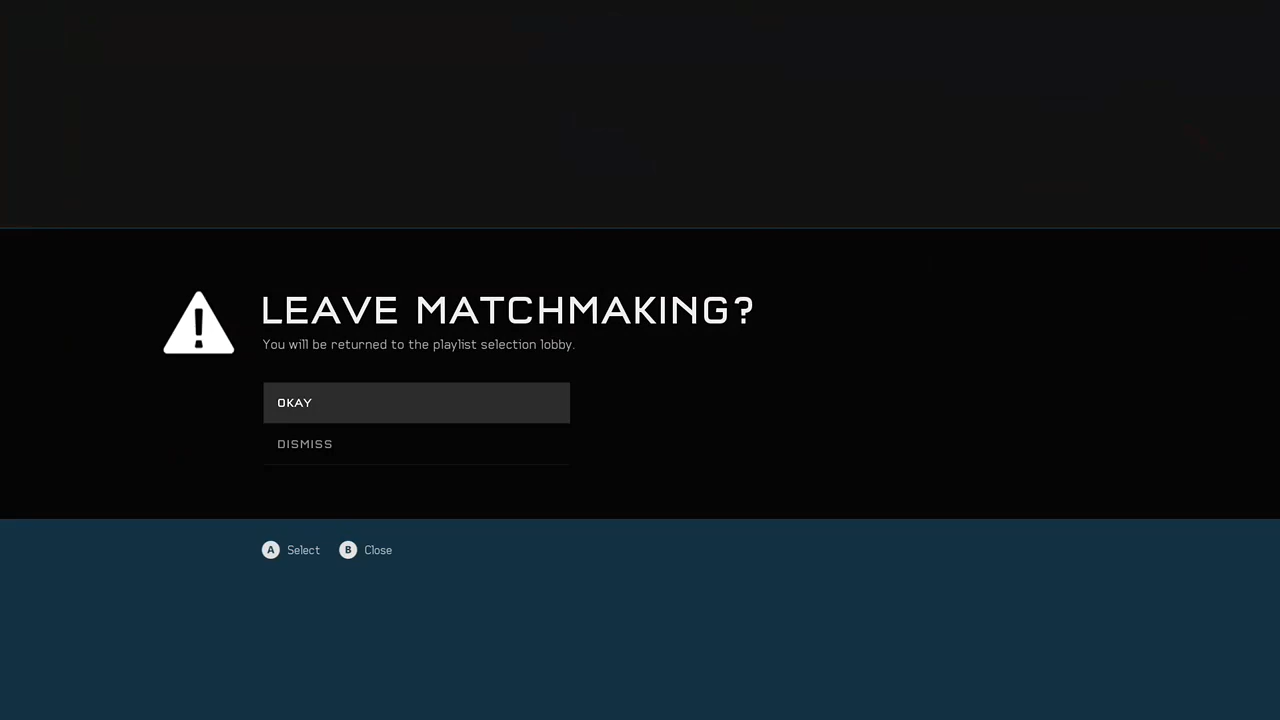 LEAVE MATCHMAKING?
You will be returned to the playlist selection lobby.
OKAY
DISMISS
A Select B Close